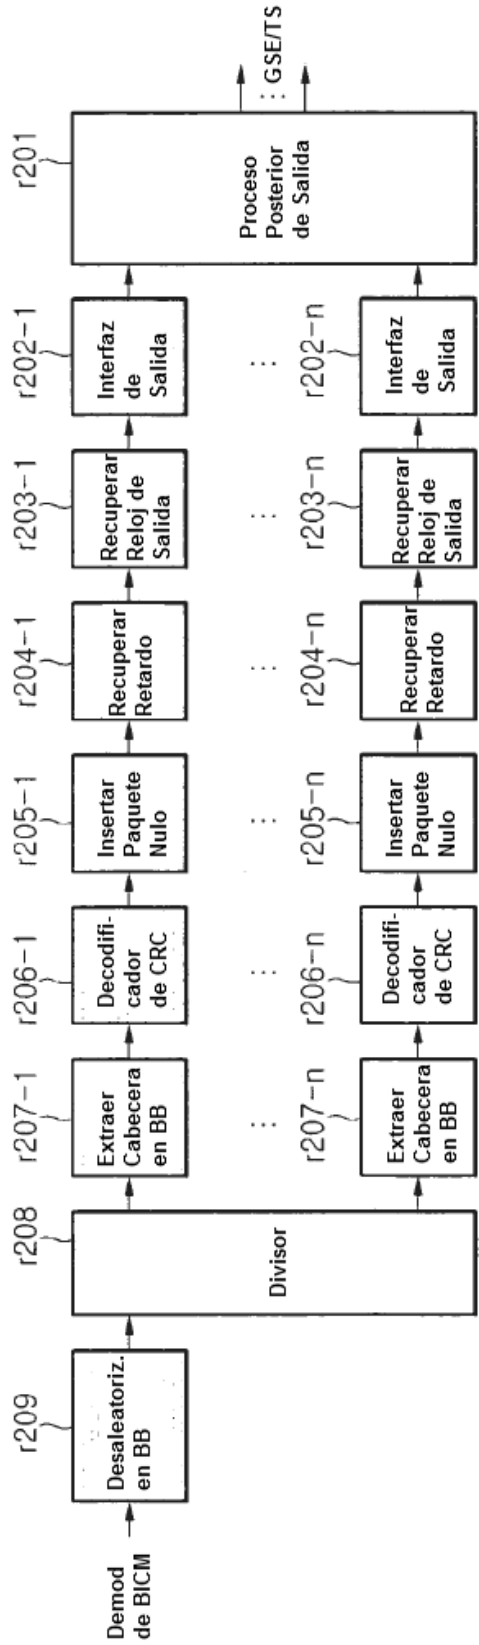 Demod
de BICM
r209
Desaleatoriz.
en BB
r208
Divisor
r207-1
Extraer
Cabecera
en BB
r206-1
Decodifi-
cador
de CRC
r205-1
Insertar
Paquete
Nulo
r204-1
Recuperar
Retardo
r203-1
Recuperar
Reloj de
Salida
r202-1
Interfaz
de
Salida
r201
Proceso
Posterior
de Salida
GSE/TS
r207-n
Extraer
Cabecera
en BB
r206-n
Decodifi-
cador
de CRC
r205-n
Insertar
Paquete
Nulo
r204-n
Recuperar
Retardo
r203-n
Recuperar
Reloj de
Salida
r202-n
Interfaz
de
Salida